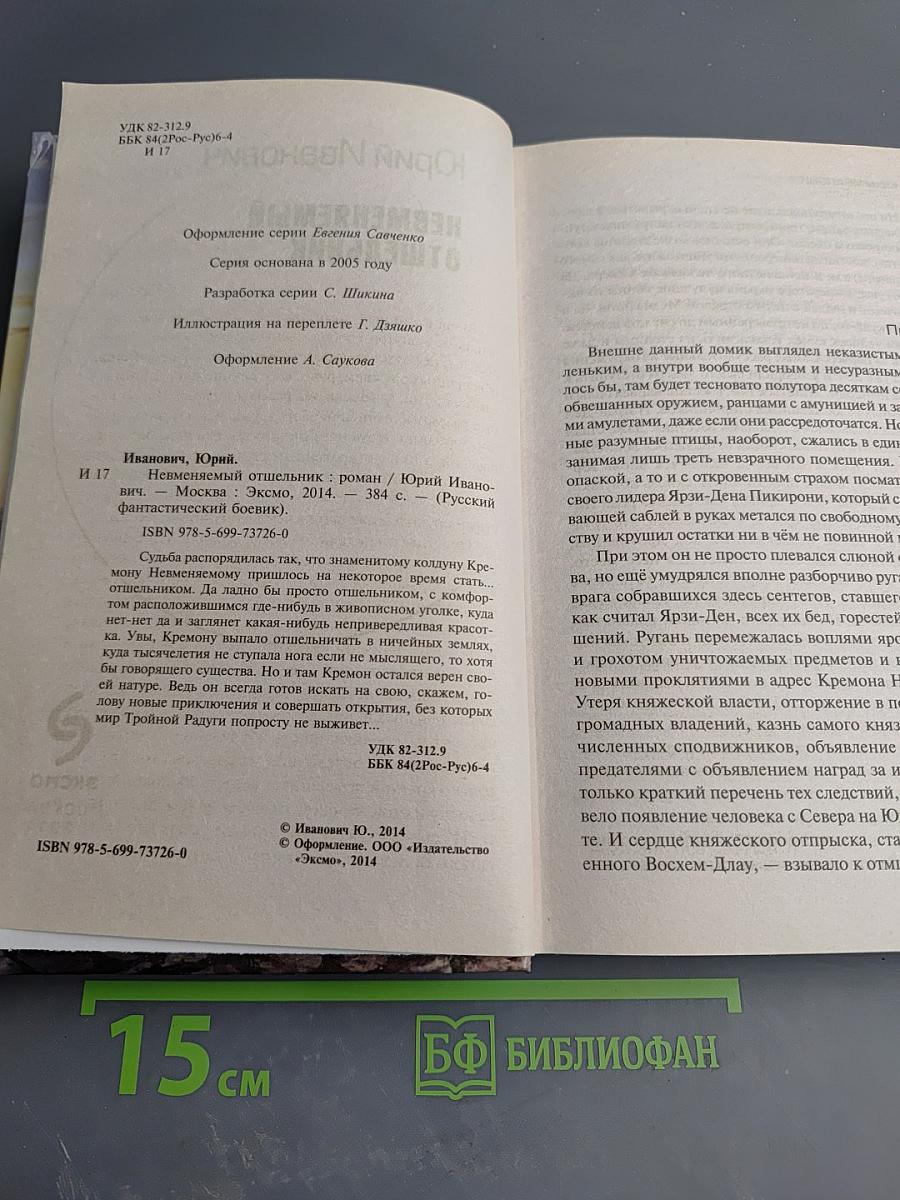 УДК 82-312.9
ББК 84(2Рос-Рус)6-4
И 17
Оформление серии Евгения Савченко
Серия основана в 2005 году
Разработка серии С. Шикина
Иллюстрация на переплете Г. Дзяшко
Оформление А. Саукова
Иванович, Юрий.
И 17 Невменяемый отшельник : роман / Юрий Ивано-
вич. — Москва : Эксмо, 2014. — 384 с. — (Русский
фантастический боевик).
ISBN 978-5-699-73726-0
Судьба распорядилась так, что знаменитому колдуну Кре-
мону Невменяемому пришлось на некоторое время стать...
отшельником. Да ладно бы просто отшельником, с комфор-
том расположившимся где-нибудь в живописном уголке, куда
нет-нет да и заглянет какая-нибудь непривередливая красот-
ка. Увы, Кремону выпало отшельничать в ничейных землях,
куда тысячелетия не ступала нога если не мыслящего, то хотя
бы говорящего существа. Но и там Кремон остался верен сво-
ей натуре. Ведь он всегда готов искать на свою, скажем, го-
лову новые приключения и совершать открытия, без которых
мир Тройной Радуги попросту не выживет...
УДК 82-312.9
ББК 84(2Рос-Рус)6-4
© Иванович Ю., 2014
© Оформление. ООО «Издательство
«Эксмо», 2014
ISBN 978-5-699-73726-0
Внешне данный домик выглядел неказистым
леньким, а внутри вообще тесным и несуразным
лось бы, там будет тесновато полутора десяткам
обвешанных оружием, ранцами с амуницией и за
ми амулетами, даже если они рассредоточатся. Но
ные разумные птицы, наоборот, сжались в един
занимая лишь треть невзрачного помещения.
опаской, а то и с откровенным страхом посмат
своего лидера Ярзи-Дена Пикирони, который с
вающей саблей в руках метался по свободному
ству и крушил остатки ни в чём не повинной
При этом он не просто плевался слюной
ва, но ещё умудрялся вполне разборчиво руга
врага собравшихся здесь сентегов, ставшего
как считал Ярзи-Ден, всех их бед, горестей
шений. Ругань перемежалась воплями яро
и грохотом уничтожаемых предметов и
новыми проклятиями в адрес Кремона Н
Утеря княжеской власти, отторжение в по
громадных владений, казнь самого княз
численных сподвижников, объявление
предателями с объявлением наград за и
только краткий перечень тех следствий,
вело появление человека с Севера на Ю
те. И сердце княжеского отпрыска, ста
енного Восхем-Длау, — взывало к отм
15 см
БФ БИБЛИОФАН